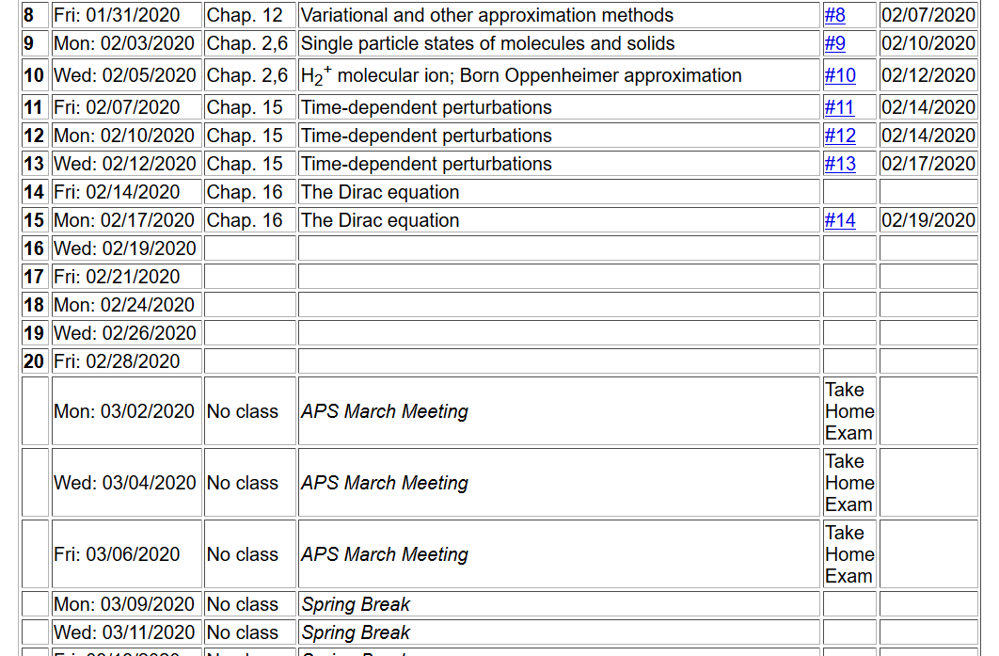 8 Fri: 01/31/2020 Chap. 12 Variational and other approximation methods #8 02/07/2020
9 Mon: 02/03/2020 Chap. 2,6 Single particle states of molecules and solids #9 02/10/2020
10 Wed: 02/05/2020 Chap. 2,6 H2+ molecular ion; Born Oppenheimer approximation #10 02/12/2020
11 Fri: 02/07/2020 Chap. 15 Time-dependent perturbations #11 02/14/2020
12 Mon: 02/10/2020 Chap. 15 Time-dependent perturbations #12 02/14/2020
13 Wed: 02/12/2020 Chap. 15 Time-dependent perturbations #13 02/17/2020
14 Fri: 02/14/2020 Chap. 16 The Dirac equation
15 Mon: 02/17/2020 Chap. 16 The Dirac equation #14 02/19/2020
16 Wed: 02/19/2020
17 Fri: 02/21/2020
18 Mon: 02/24/2020
19 Wed: 02/26/2020
20 Fri: 02/28/2020
Mon: 03/02/2020 No class APS March Meeting Take
Home
Exam
Wed: 03/04/2020 No class APS March Meeting Take
Home
Exam
Fri: 03/06/2020 No class APS March Meeting Take
Home
Exam
Mon: 03/09/2020 No class Spring Break
Wed: 03/11/2020 No class Spring Break